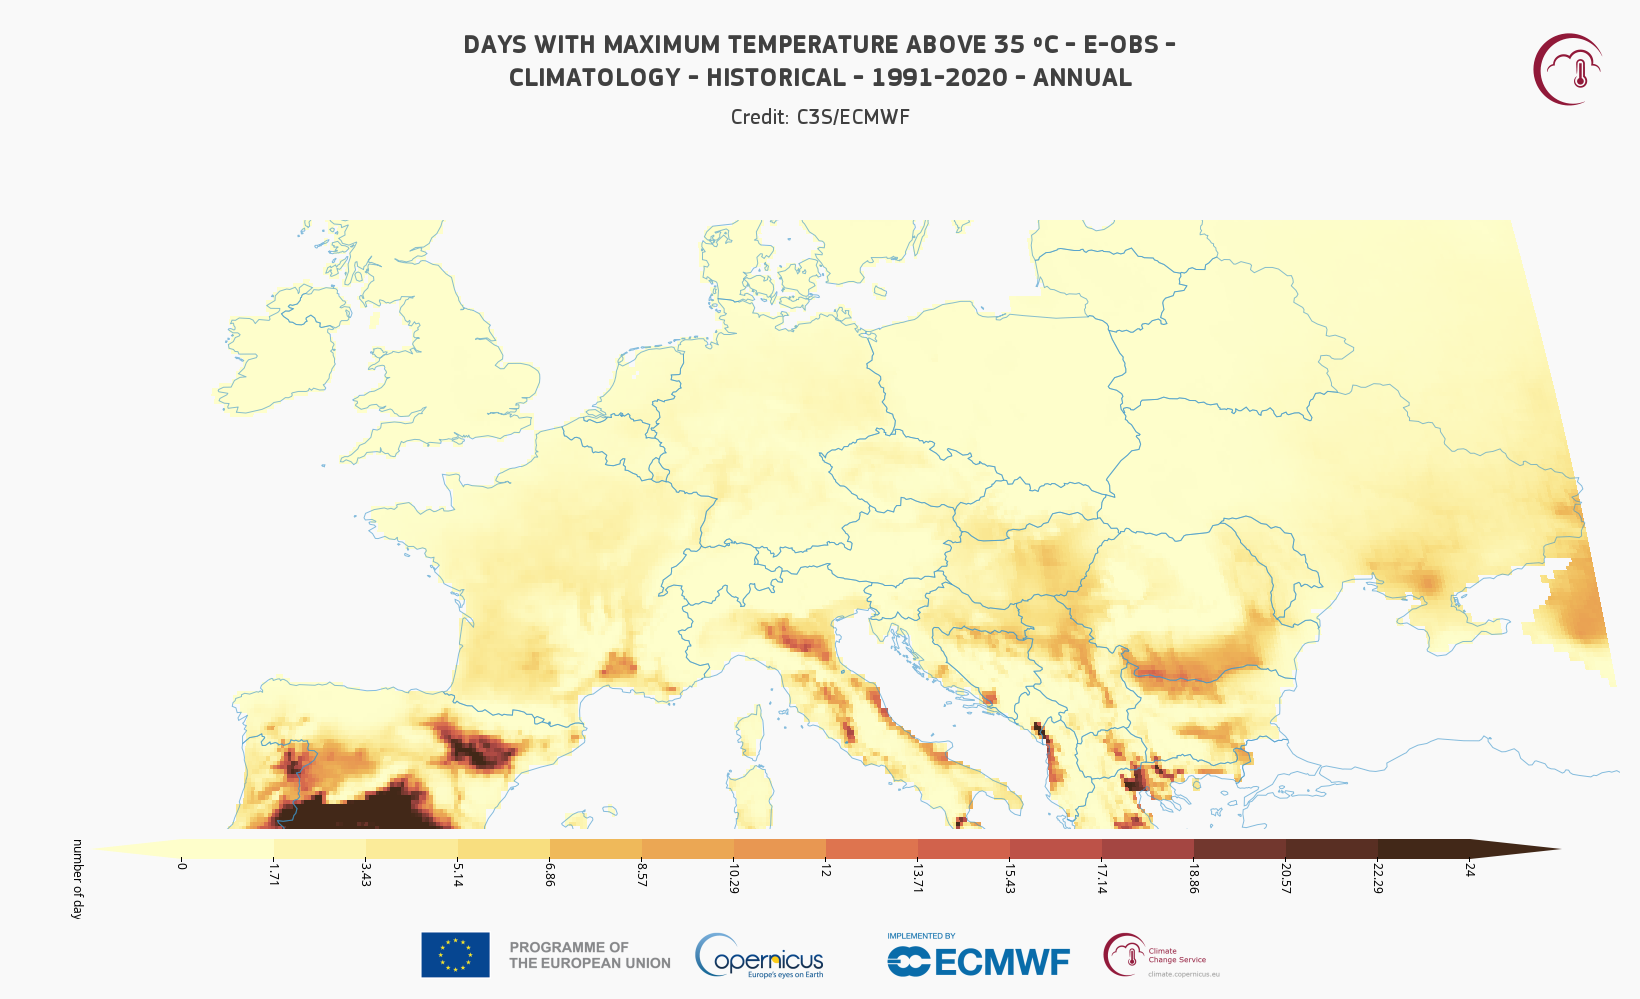 DAYS WITH MAXIMUM TEMPERATURE ABOVE 35 ºC - E-OBS -
CLIMATOLOGY - HISTORICAL - 1991-2020 - ANNUAL
Credit: C3S/ECMWF
number of day
0
1.71
3.43
5.14
6.86
8.57
10.29
12
13.71
15.43
17.14
18.86
20.57
22.29
24
PROGRAMME OF
THE EUROPEAN UNION
opernicus
Europe's eyes on Earth
IMPLEMENTED BY
ECMWF
Climate
Change Service
climate.copernicus.eu